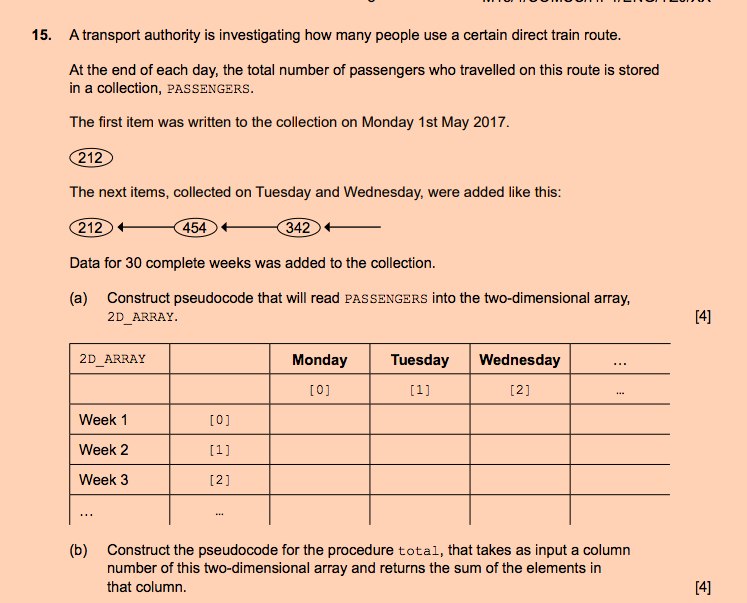 15. A transport authority is investigating how many people use a certain direct train route.
At the end of each day, the total number of passengers who travelled on this route is stored
in a collection, PASSENGERS.
The first item was written to the collection on Monday 1st May 2017.
212
The next items, collected on Tuesday and Wednesday, were added like this:
212 454 342
Data for 30 complete weeks was added to the collection.
(a) Construct pseudocode that will read PASSENGERS into the two-dimensional array,
2D_ARRAY. [4]
2D_ARRAY Monday Tuesday Wednesday ...
[0] [1] [2] ...
Week 1 [0]
Week 2 [1]
Week 3 [2]
... ...
(b) Construct the pseudocode for the procedure total, that takes as input a column
number of this two-dimensional array and returns the sum of the elements in
that column. [4]